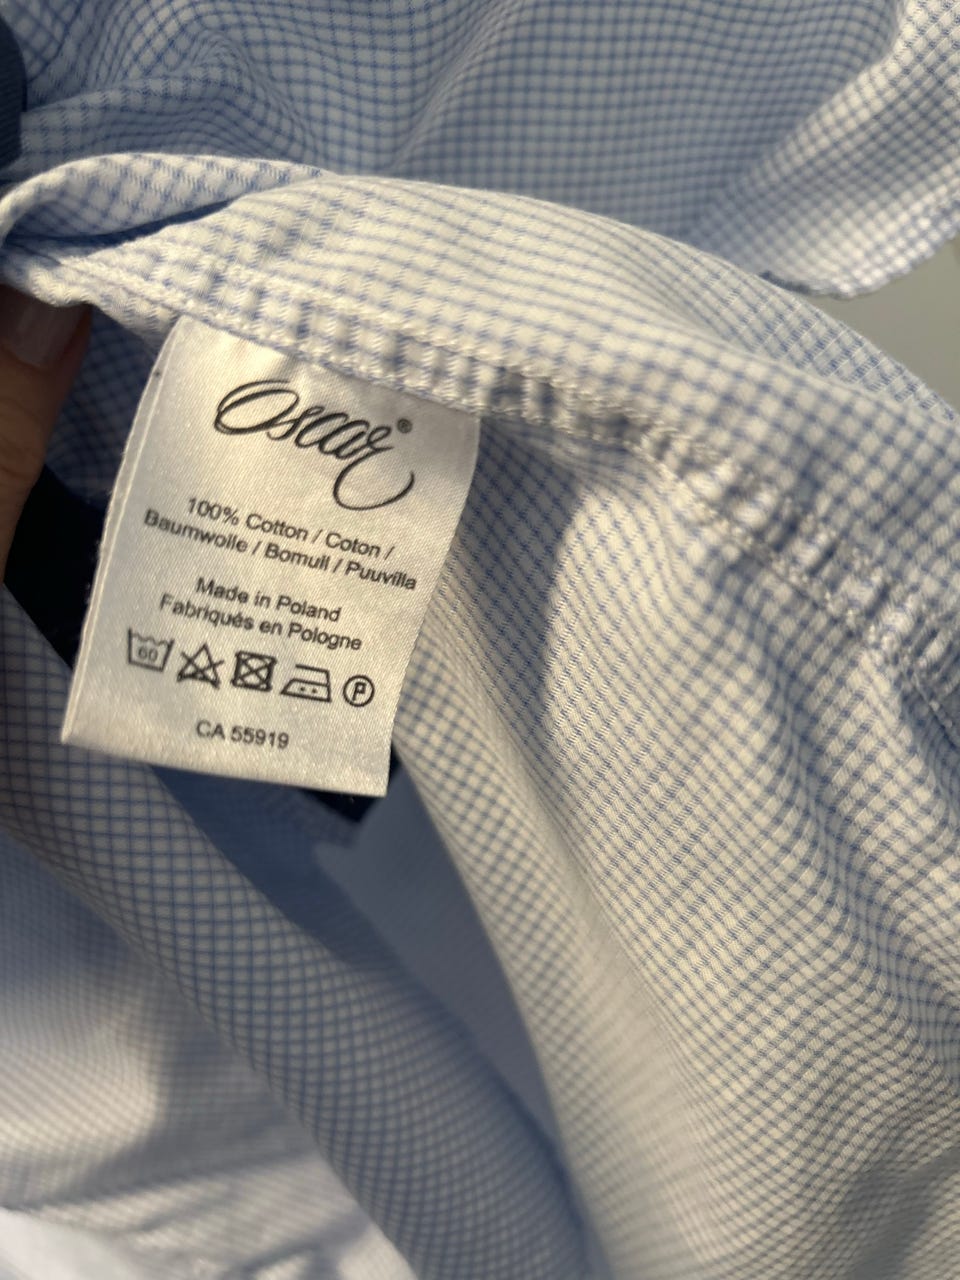 Oscar®
100% Cotton / Coton /
Baumwolle / Bomull / Puuvilla
Made in Poland
Fabriqués en Pologne
60
P
CA 55919